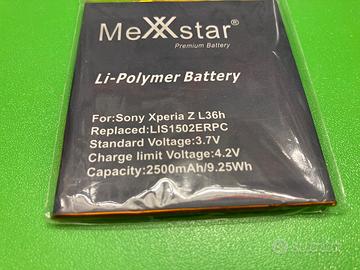 MeXXstar
Premium Battery
Li-Polymer Battery
For:Sony Xperia Z L36h
Replaced:LIS1502ERPC
Standard Voltage:3.7V
Charge limit Voltage:4.2V
Capacity:2500mAh/9.25Wh
subito